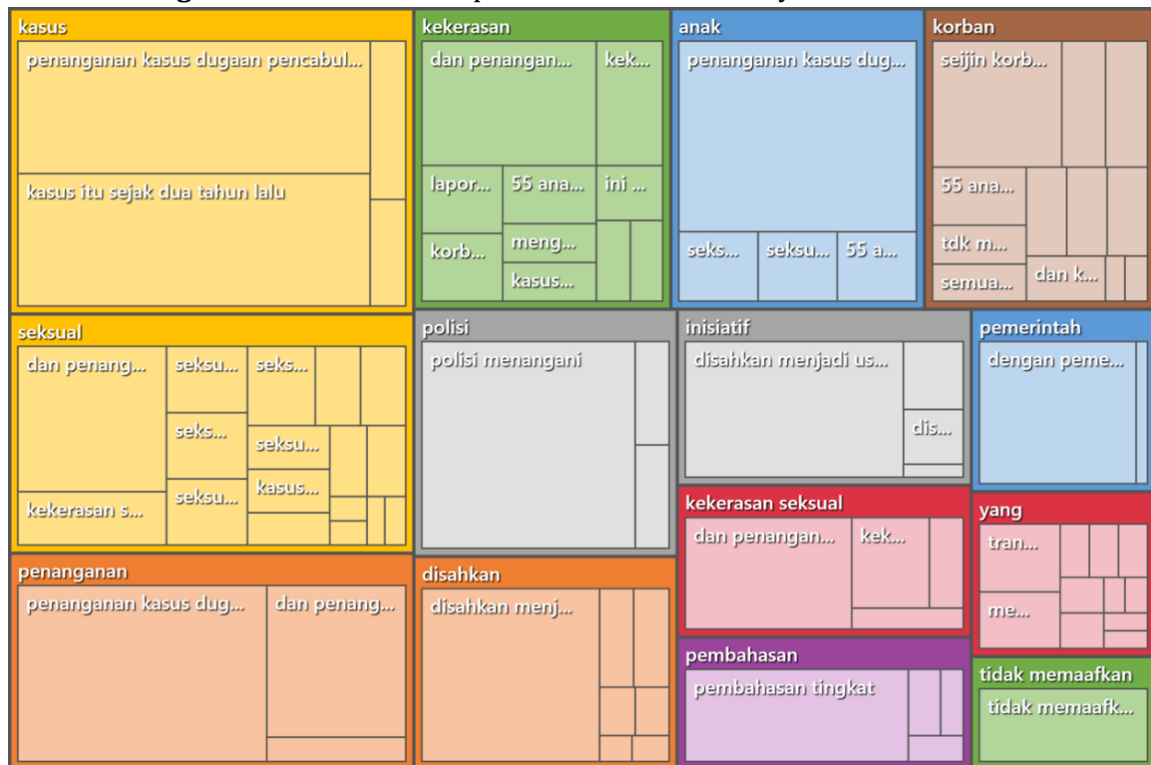 kasus
penanganan kasus dugaan pencabul...
kasus itu sejak dua tahun lalu
kekerasan
dan penangan...
kek...
lapor...
55 ana...
ini ...
korb...
meng...
kasus...
anak
penanganan kasus dug...
seks...
seksu...
55 a...
korban
seijin korb...
55 ana...
tdk m...
semua...
dan k...
seksual
dan penang...
seksu...
seks...
seks...
seksu...
kekerasan s...
seksu...
kasus...
polisi
polisi menangani
inisiatif
disahkan menjadi us...
dis...
pemerintah
dengan peme...
kekerasan seksual
dan penangan...
kek...
yang
tran...
me...
penanganan
penanganan kasus dug...
dan penang...
disahkan
disahkan menj...
pembahasan
pembahasan tingkat
tidak memaafkan
tidak memaafk...